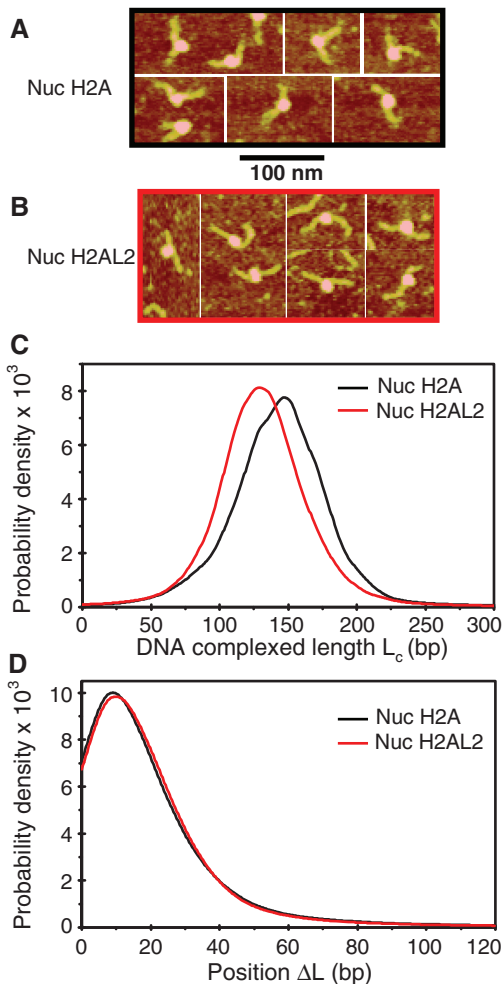 A
Nuc H2A
100 nm
B
Nuc H2AL2
C
Probability density x 10³
8
6
4
2
0
Nuc H2A
Nuc H2AL2
0 50 100 150 200 250 300
DNA complexed length Lc (bp)
D
Probability density x 10³
10
8
6
4
2
0
Nuc H2A
Nuc H2AL2
0 20 40 60 80 100 120
Position ΔL (bp)